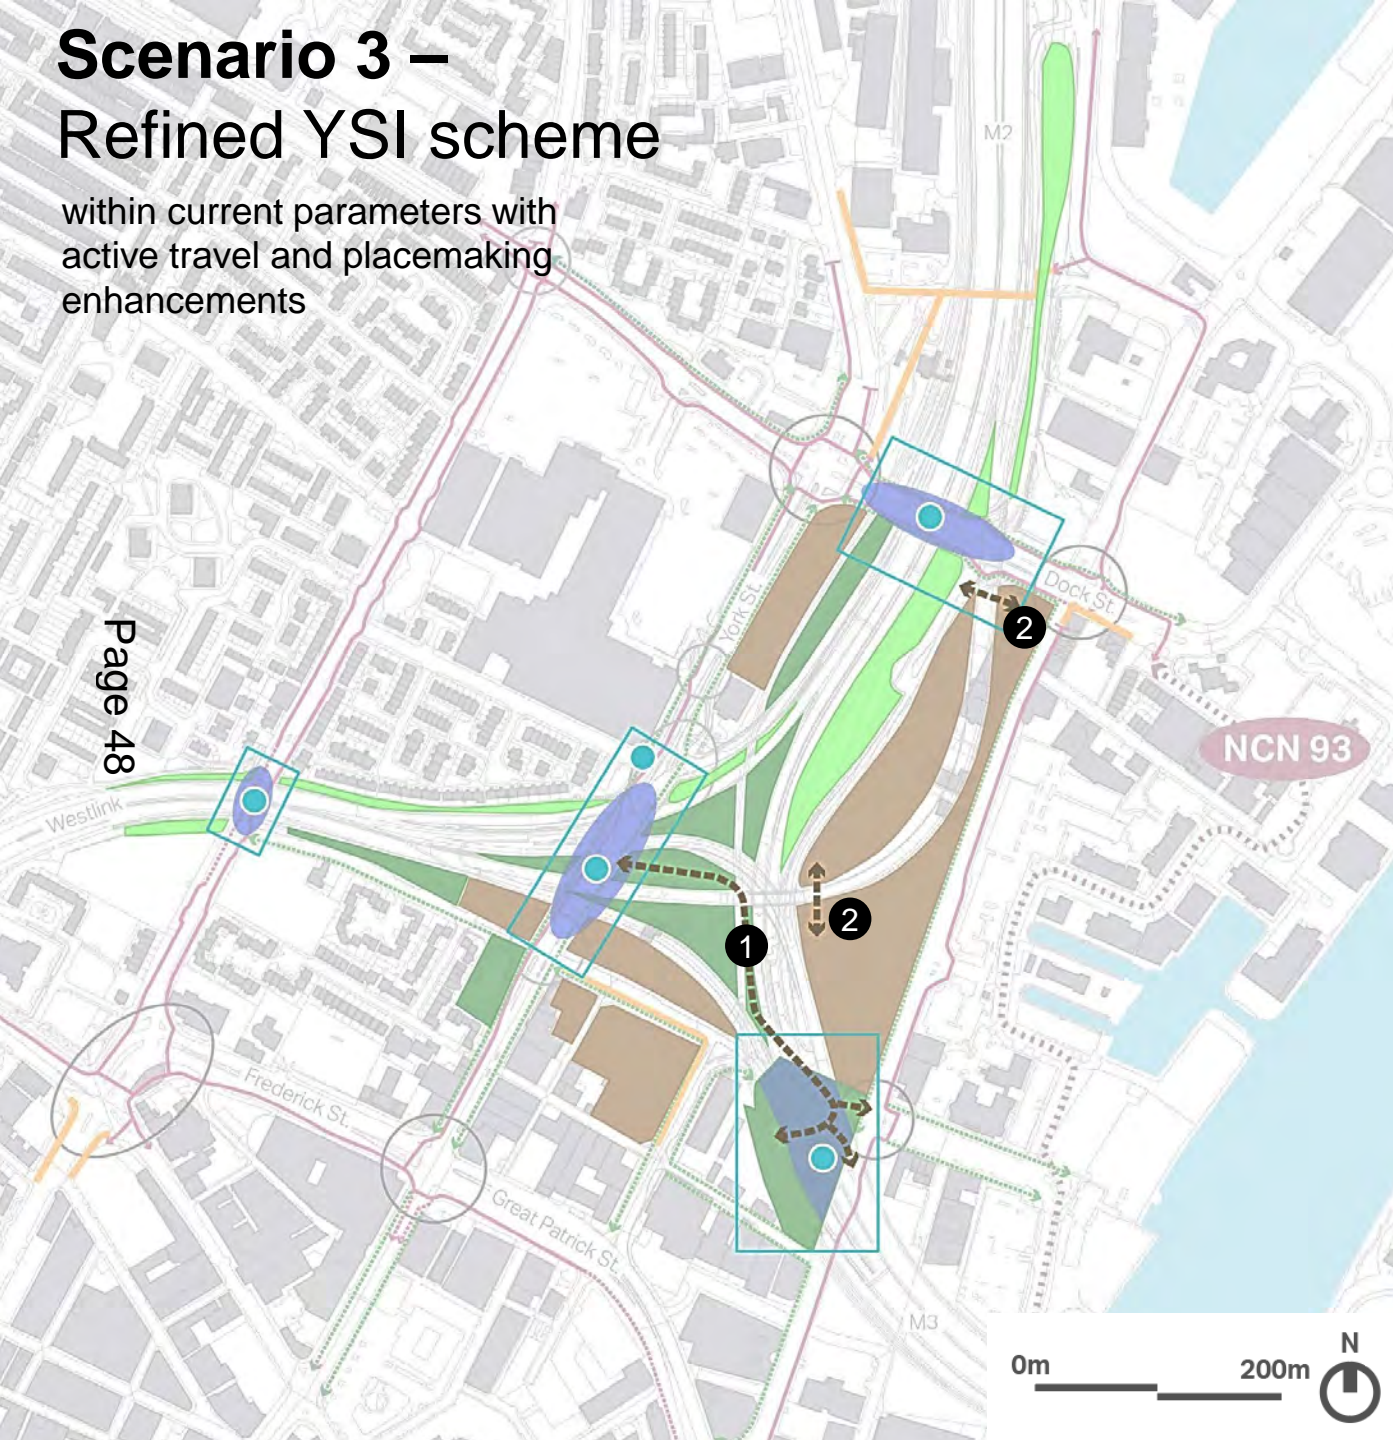 Scenario 3 –
Refined YSI scheme
within current parameters with
active travel and placemaking
enhancements
M2
York St.
Dock St.
2
Page 48
NCN 93
Westlink
2
1
Frederick St.
Great Patrick St.
M3
N
0m
200m